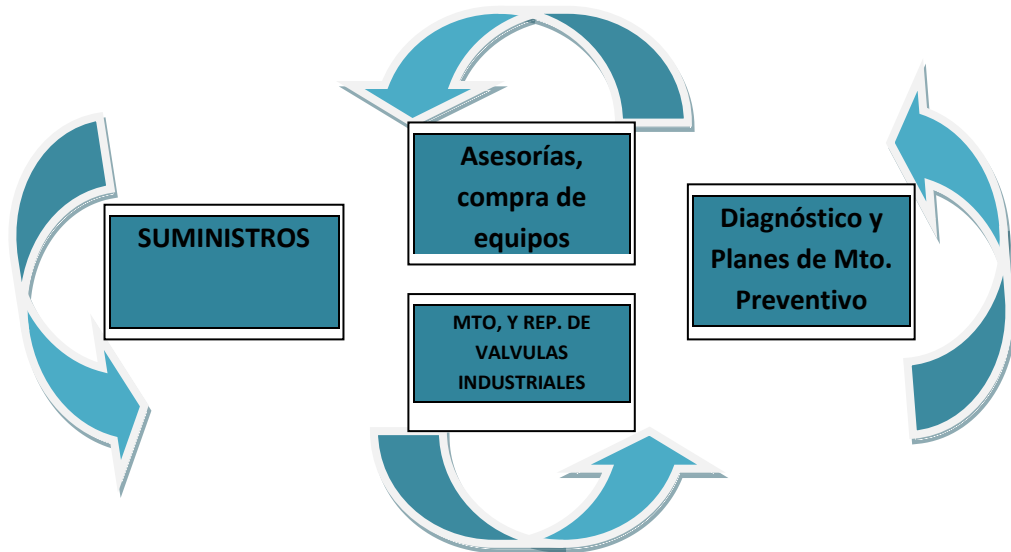 SUMINISTROS
Asesorías,
compra de
equipos
MTO, Y REP. DE
VALVULAS
INDUSTRIALES
Diagnóstico y
Planes de Mto.
Preventivo